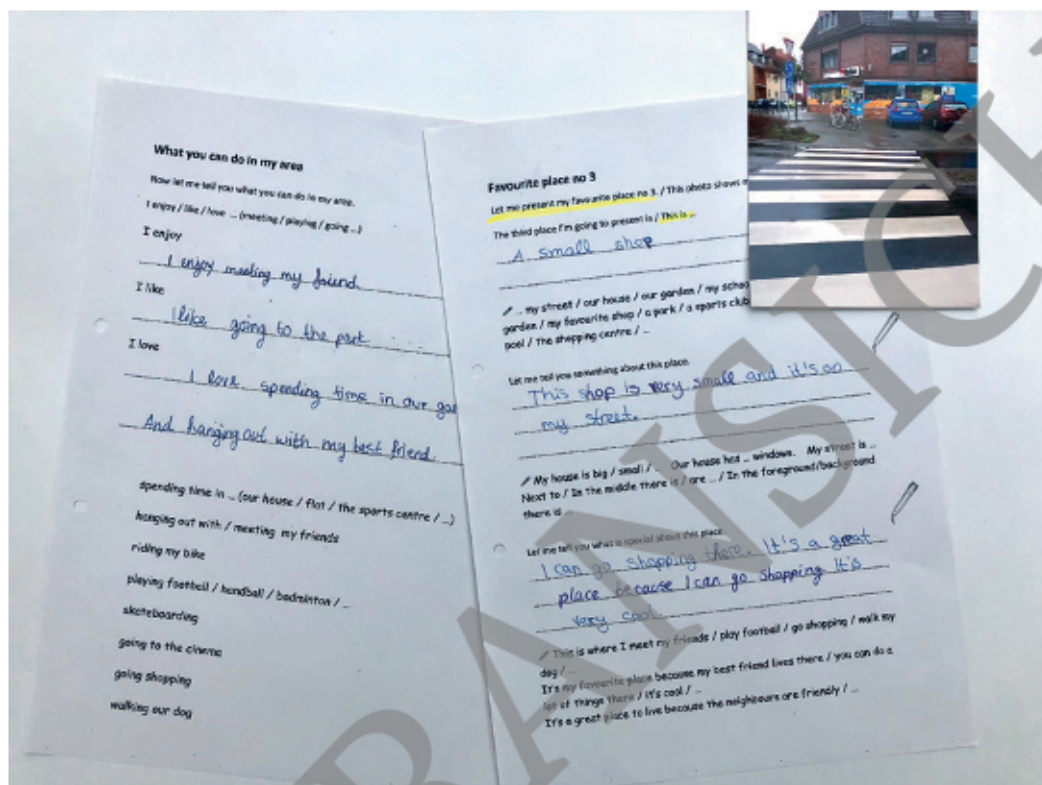 What you can do in my area
Now let me tell you what you can do in my area.
I enjoy / like / love ... (meeting / playing / going ...)
I enjoy
I enjoy meeting my friend.
I like
I like going to the park
I love
I love spending time in our gar
And hanging out with my best friend.
spending time in ... (our house / flat / the sports centre / ...)
hanging out with / meeting my friends
riding my bike
playing football / handball / badminton / ...
skateboarding
going to the cinema
going shopping
walking our dog
Favourite place no 3
Let me present my favourite place no 3. / This photo shows m
The third place I'm going to present is / This is ...
A small shop
... my street / our house / our garden / my schoo
garden / my favourite shop / a park / a sports club
pool / the shopping centre / ...
Let me tell you something about this place.
This shop is very small and it's on
my street.
My house is big / small / ... Our house has ... windows. My street is ...
Next to / In the middle there is / are ... / In the foreground/background
there is
Let me tell you what is special about this place.
I can go shopping there. It's a great
place because I can go shopping It's
very cool.
This is where I meet my friends / play football / go shopping / walk my
dog / ...
It's my favourite place because my best friend lives there / you can do a
lot of things there / it's cool / ...
It's a great place to live because the neighbours are friendly / ...
BANSICH